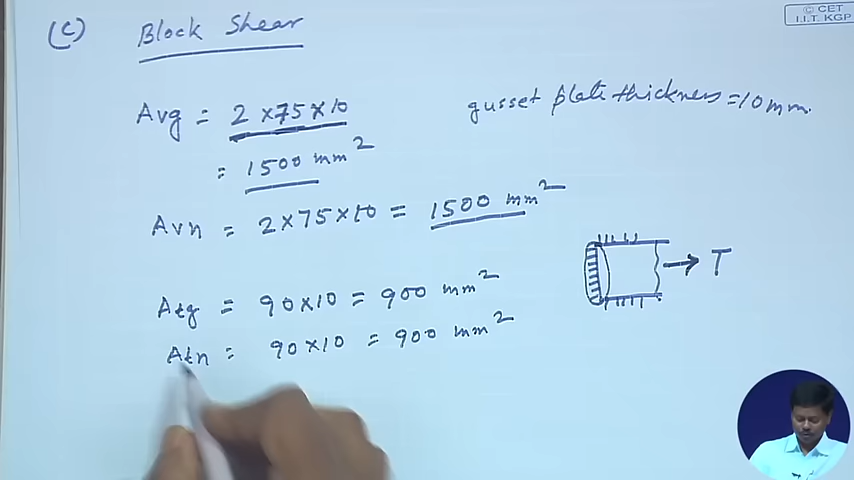 © CET
I.I.T. KGP
(c) Block Shear
Avg = 2 × 75 × 10
gusset plate thickness = 10 mm.
= 1500 mm²
Avn = 2×75×10 = 1500 mm²
Atg = 90×10 = 900 mm²
T
Atn = 90×10 = 900 mm²